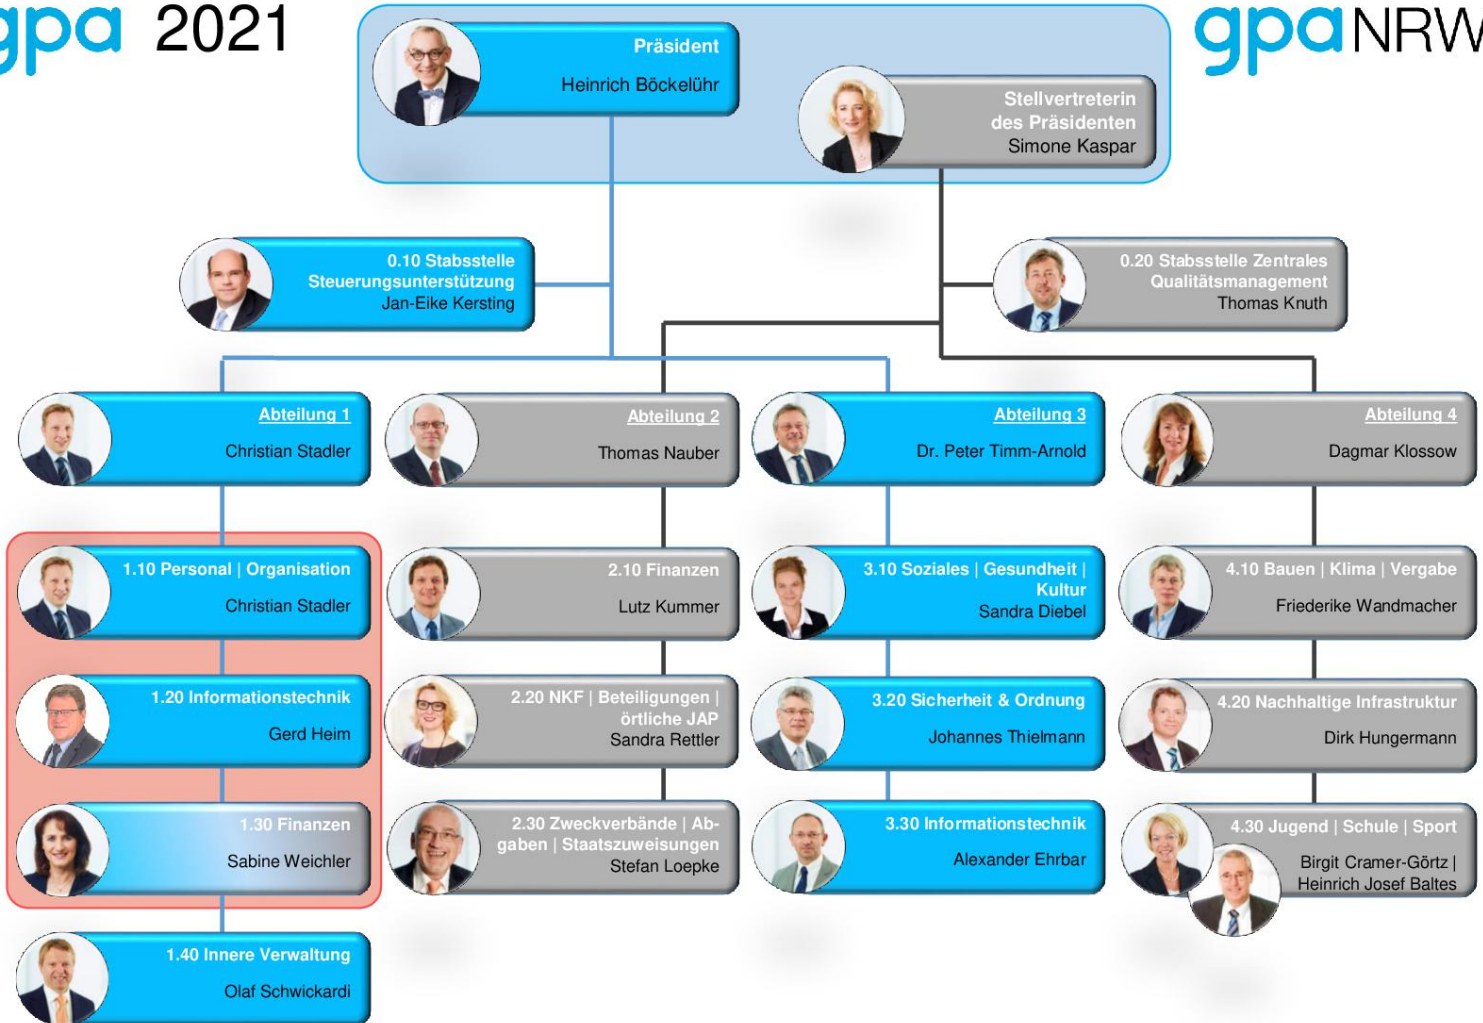 gpa 2021
gpaNRW
Präsident
Heinrich Böckelühr
Stellvertreterin
des Präsidenten
Simone Kaspar
0.10 Stabsstelle
Steuerungsunterstützung
Jan-Eike Kersting
0.20 Stabsstelle Zentrales
Qualitätsmanagement
Thomas Knuth
Abteilung 1
Christian Stadler
Abteilung 2
Thomas Nauber
Abteilung 3
Dr. Peter Timm-Arnold
Abteilung 4
Dagmar Klossow
1.10 Personal | Organisation
Christian Stadler
2.10 Finanzen
Lutz Kummer
3.10 Soziales | Gesundheit |
Kultur
Sandra Diebel
4.10 Bauen | Klima | Vergabe
Friederike Wandmacher
1.20 Informationstechnik
Gerd Heim
2.20 NKF | Beteiligungen |
örtliche JAP
Sandra Rettler
3.20 Sicherheit & Ordnung
Johannes Thielmann
4.20 Nachhaltige Infrastruktur
Dirk Hungermann
1.30 Finanzen
Sabine Weichler
2.30 Zweckverbände | Ab-
gaben | Staatszuweisungen
Stefan Loepke
3.30 Informationstechnik
Alexander Ehrbar
4.30 Jugend | Schule | Sport
Birgit Cramer-Görtz |
Heinrich Josef Baltes
1.40 Innere Verwaltung
Olaf Schwickardi